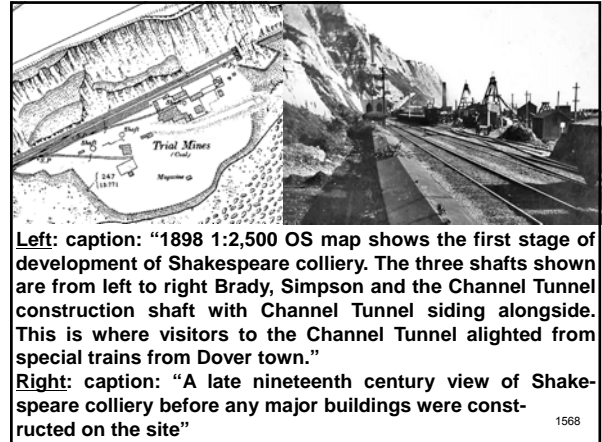 Shaft
Shaft
Trial Mines
(Coal)
247
Magazine
Left: caption: “1898 1:2,500 OS map shows the first stage of
development of Shakespeare colliery. The three shafts shown
are from left to right Brady, Simpson and the Channel Tunnel
construction shaft with Channel Tunnel siding alongside.
This is where visitors to the Channel Tunnel alighted from
special trains from Dover town.”
Right: caption: “A late nineteenth century view of Shake-
speare colliery before any major buildings were const-
ructed on the site”
1568